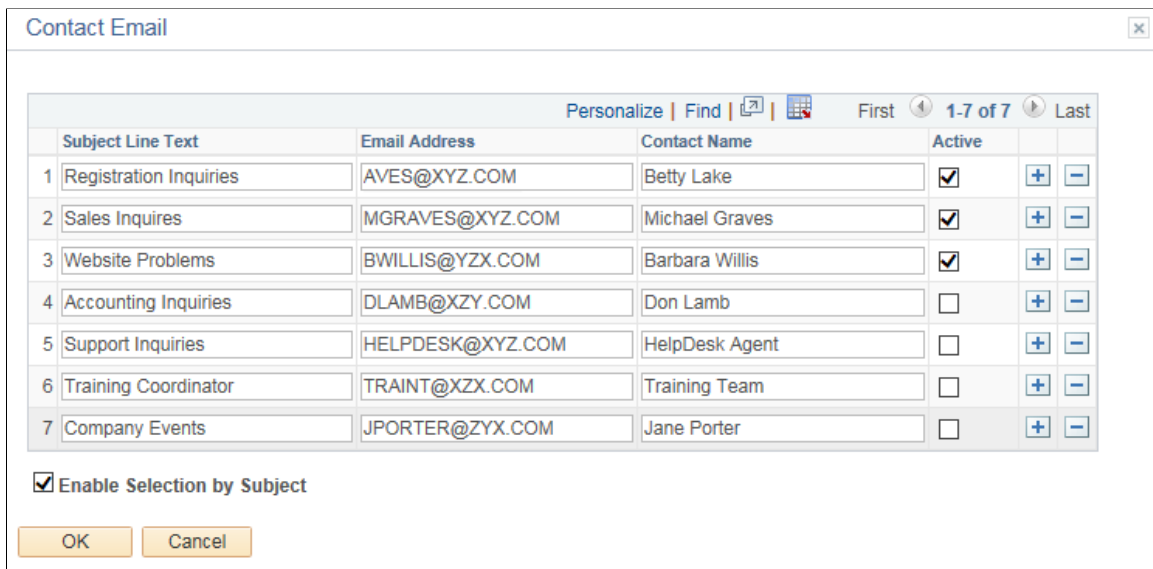 Contact Email
Personalize | Find | | First 1-7 of 7 Last
Subject Line Text Email Address Contact Name Active
1 Registration Inquiries AVES@XYZ.COM Betty Lake
2 Sales Inquires MGRAVES@XYZ.COM Michael Graves
3 Website Problems BWILLIS@YZX.COM Barbara Willis
4 Accounting Inquiries DLAMB@XZY.COM Don Lamb
5 Support Inquiries HELPDESK@XYZ.COM HelpDesk Agent
6 Training Coordinator TRAINT@XZX.COM Training Team
7 Company Events JPORTER@ZYX.COM Jane Porter
Enable Selection by Subject
OK Cancel